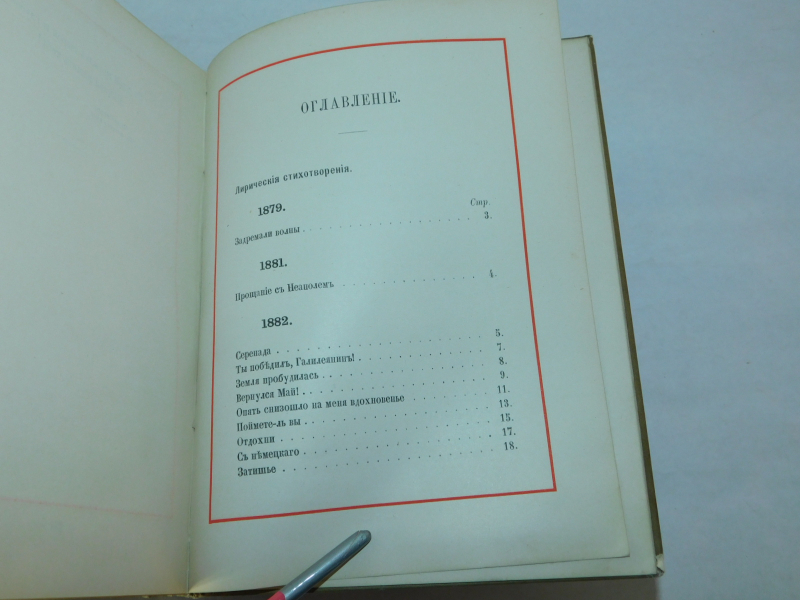 ОГЛАВЛЕНІЕ.
Лирическія стихотворенія.
1879.
Стр.
Задремали волны . . . . . . . . . . . . . . . 3.
1881.
Прощаніе съ Неаполемъ . . . . . . . . . . . . 4.
1882.
Серенада . . . . . . . . . . . . . . . . . . 5.
Ты побѣдилъ, Галилеянинъ! . . . . . . . . . . 7.
Земля пробудилась . . . . . . . . . . . . . . 8.
Вернулся Май! . . . . . . . . . . . . . . . . 9.
Опять снизошло на меня вдохновенье . . . . . . 11.
Поймете-ль вы . . . . . . . . . . . . . . . . 13.
Отдохни . . . . . . . . . . . . . . . . . . . 15.
Съ нѣмецкаго . . . . . . . . . . . . . . . . 17.
Затишье . . . . . . . . . . . . . . . . . . . 18.